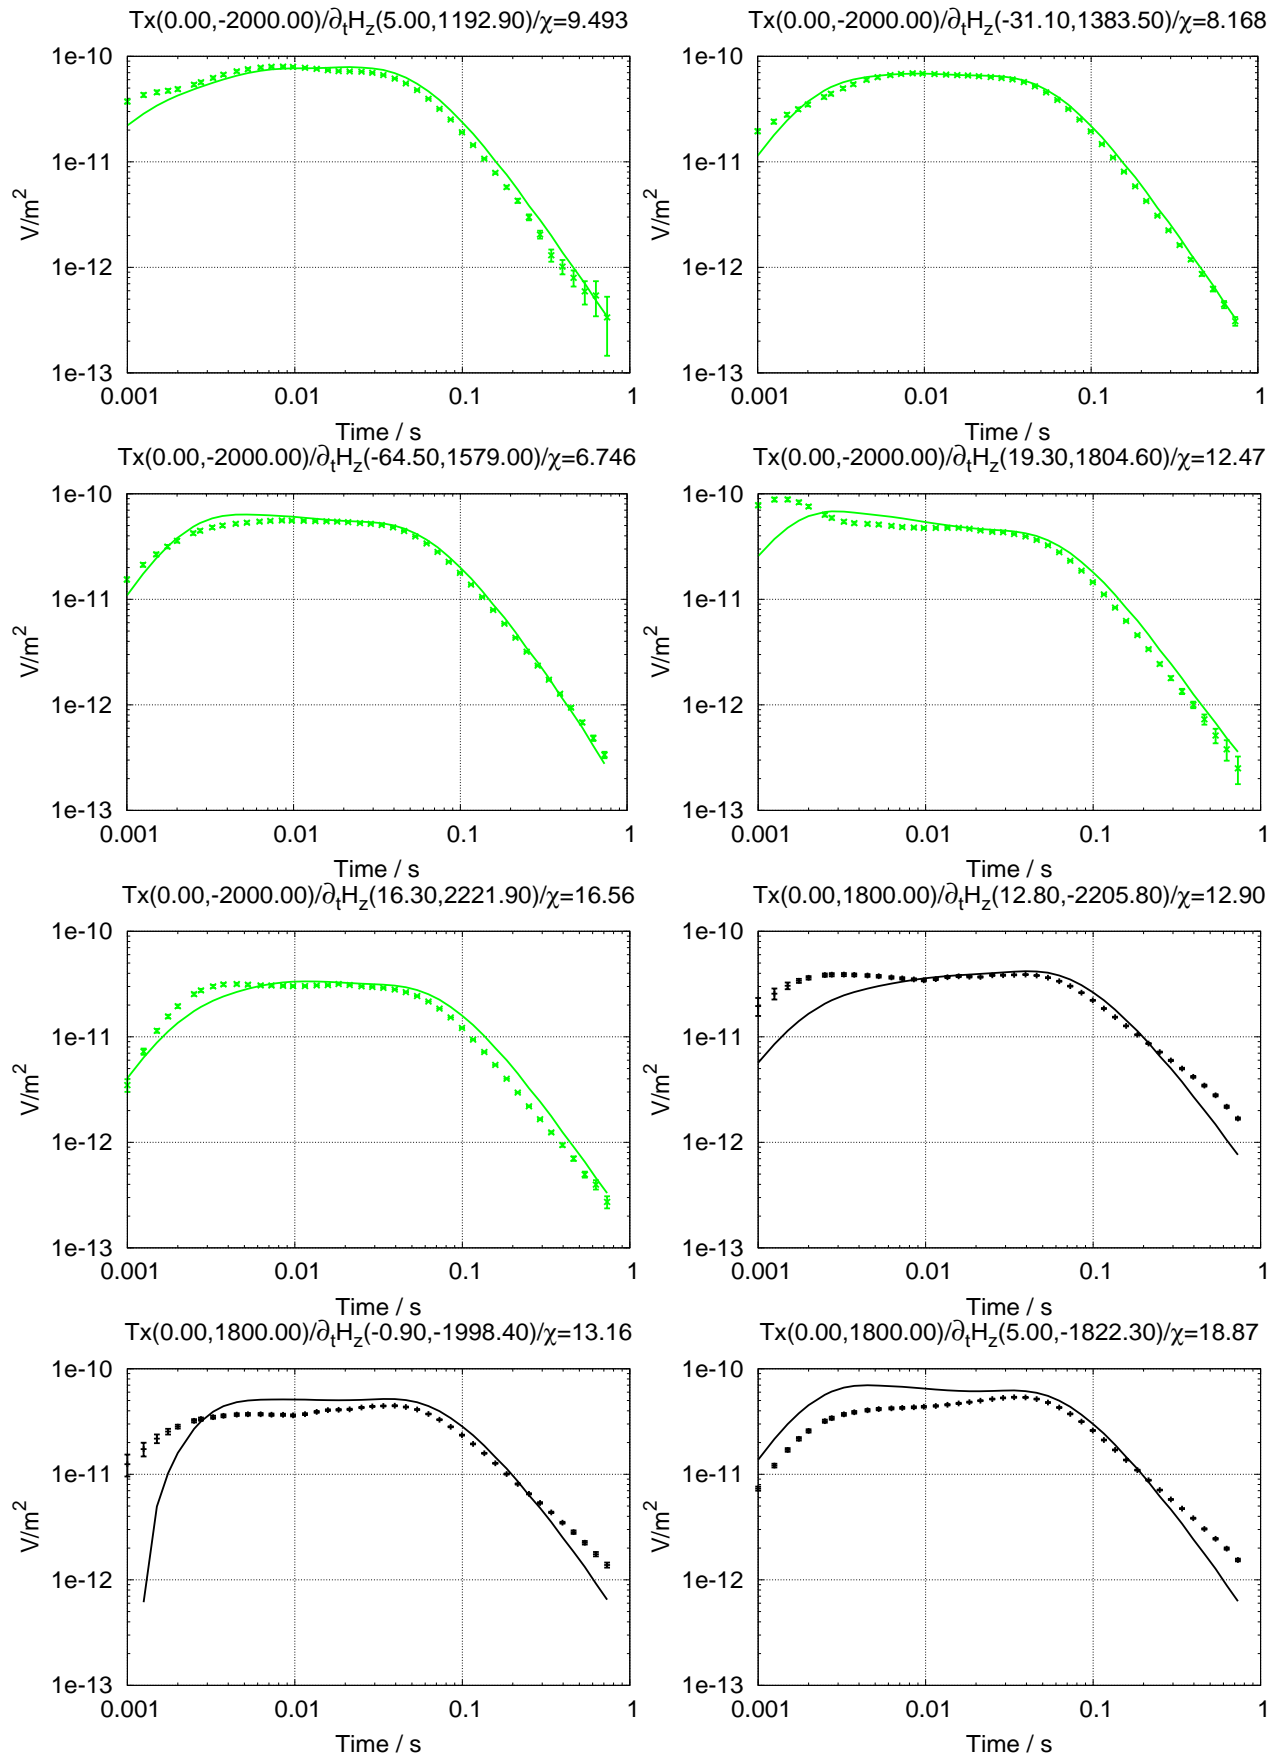 Tx(0.00,-2000.00)/∂tHz(5.00,1192.90)/χ=9.493
1e-10
1e-11
1e-12
1e-13
V/m2
0.001 0.01 0.1 1
Time / s
Tx(0.00,-2000.00)/∂tHz(-31.10,1383.50)/χ=8.168
1e-10
1e-11
1e-12
1e-13
V/m2
0.001 0.01 0.1 1
Time / s
Tx(0.00,-2000.00)/∂tHz(-64.50,1579.00)/χ=6.746
1e-10
1e-11
1e-12
1e-13
V/m2
0.001 0.01 0.1 1
Time / s
Tx(0.00,-2000.00)/∂tHz(19.30,1804.60)/χ=12.47
1e-10
1e-11
1e-12
1e-13
V/m2
0.001 0.01 0.1 1
Time / s
Tx(0.00,-2000.00)/∂tHz(16.30,2221.90)/χ=16.56
1e-10
1e-11
1e-12
1e-13
V/m2
0.001 0.01 0.1 1
Time / s
Tx(0.00,1800.00)/∂tHz(12.80,-2205.80)/χ=12.90
1e-10
1e-11
1e-12
1e-13
V/m2
0.001 0.01 0.1 1
Time / s
Tx(0.00,1800.00)/∂tHz(-0.90,-1998.40)/χ=13.16
1e-10
1e-11
1e-12
1e-13
V/m2
0.001 0.01 0.1 1
Time / s
Tx(0.00,1800.00)/∂tHz(5.00,-1822.30)/χ=18.87
1e-10
1e-11
1e-12
1e-13
V/m2
0.001 0.01 0.1 1
Time / s